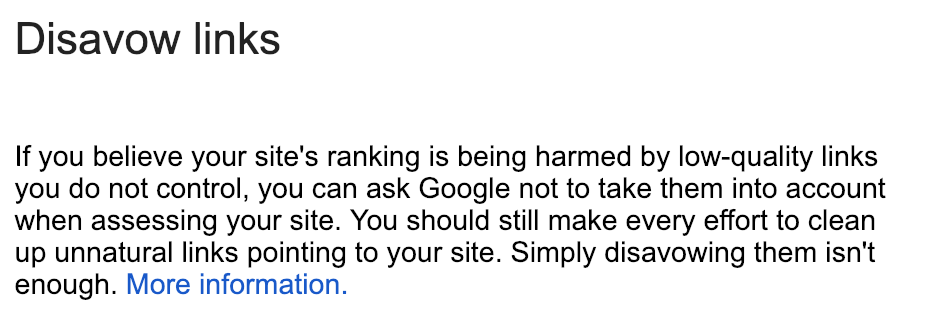 Disavow links
If you believe your site's ranking is being harmed by low-quality links
you do not control, you can ask Google not to take them into account
when assessing your site. You should still make every effort to clean
up unnatural links pointing to your site. Simply disavowing them isn't
enough. More information.